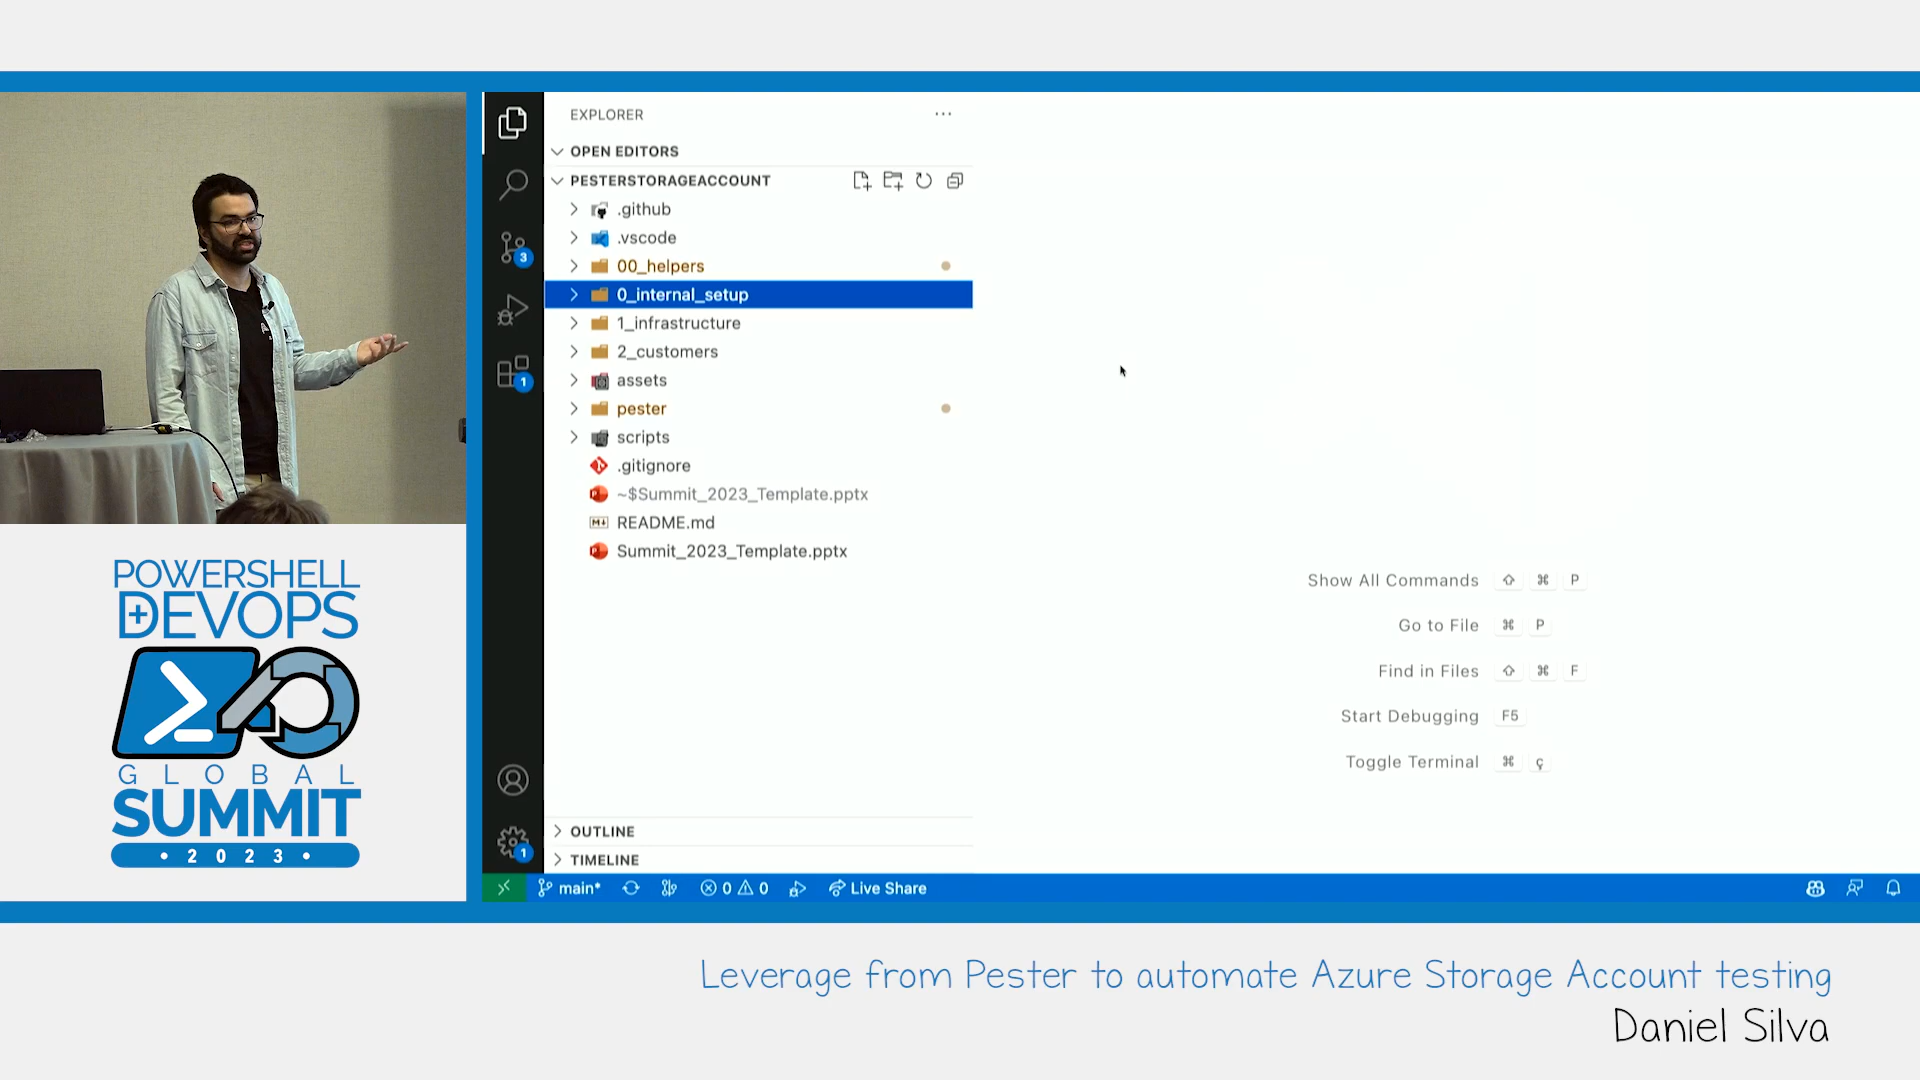 EXPLORER
OPEN EDITORS
PESTERSTORAGEACCOUNT
.github
.vscode
00_helpers
0_internal_setup
1_infrastructure
2_customers
assets
pester
scripts
.gitignore
~$Summit_2023_Template.pptx
README.md
Summit_2023_Template.pptx
3
1
Show All Commands ⇧ ⌘ P
Go to File ⌘ P
Find in Files ⇧ ⌘ F
Start Debugging F5
Toggle Terminal ⌘ ç
OUTLINE
1
TIMELINE
main* 0 0 Live Share
POWERSHELL
+DEVOPS
GLOBAL
SUMMIT
• 2 0 2 3 •
Leverage from Pester to automate Azure Storage Account testing
Daniel Silva